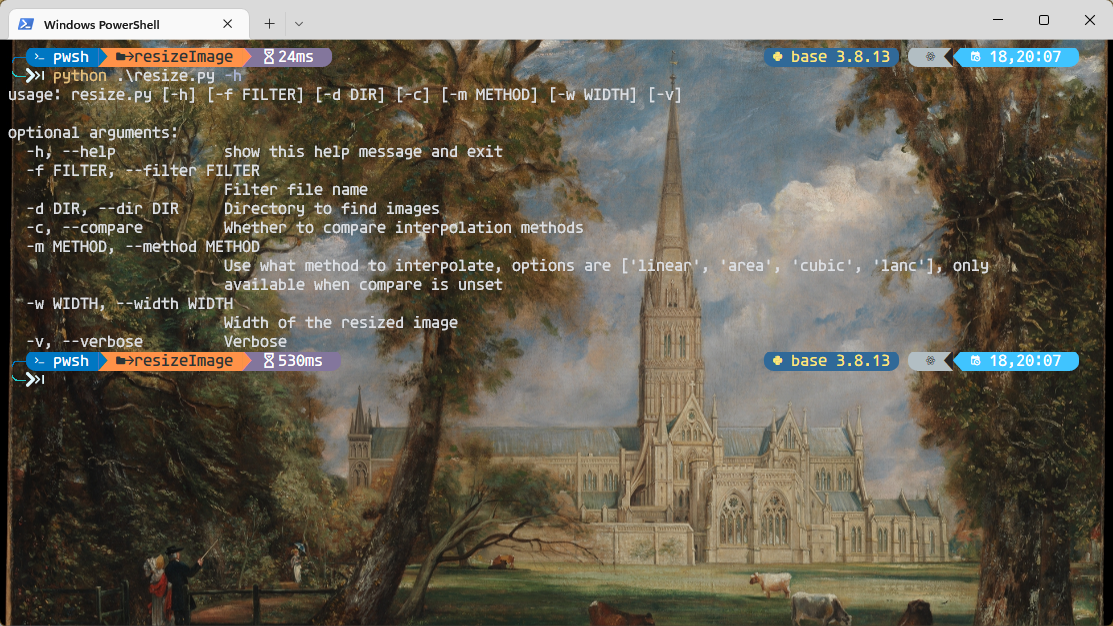 Windows PowerShell
pwsh resizeImage 24ms base 3.8.13 18,20:07
python .\resize.py -h
usage: resize.py [-h] [-f FILTER] [-d DIR] [-c] [-m METHOD] [-w WIDTH] [-v]
optional arguments:
-h, --help show this help message and exit
-f FILTER, --filter FILTER
Filter file name
-d DIR, --dir DIR Directory to find images
-c, --compare Whether to compare interpolation methods
-m METHOD, --method METHOD
Use what method to interpolate, options are ['linear', 'area', 'cubic', 'lanc'], only
available when compare is unset
-w WIDTH, --width WIDTH
Width of the resized image
-v, --verbose Verbose
pwsh resizeImage 530ms base 3.8.13 18,20:07